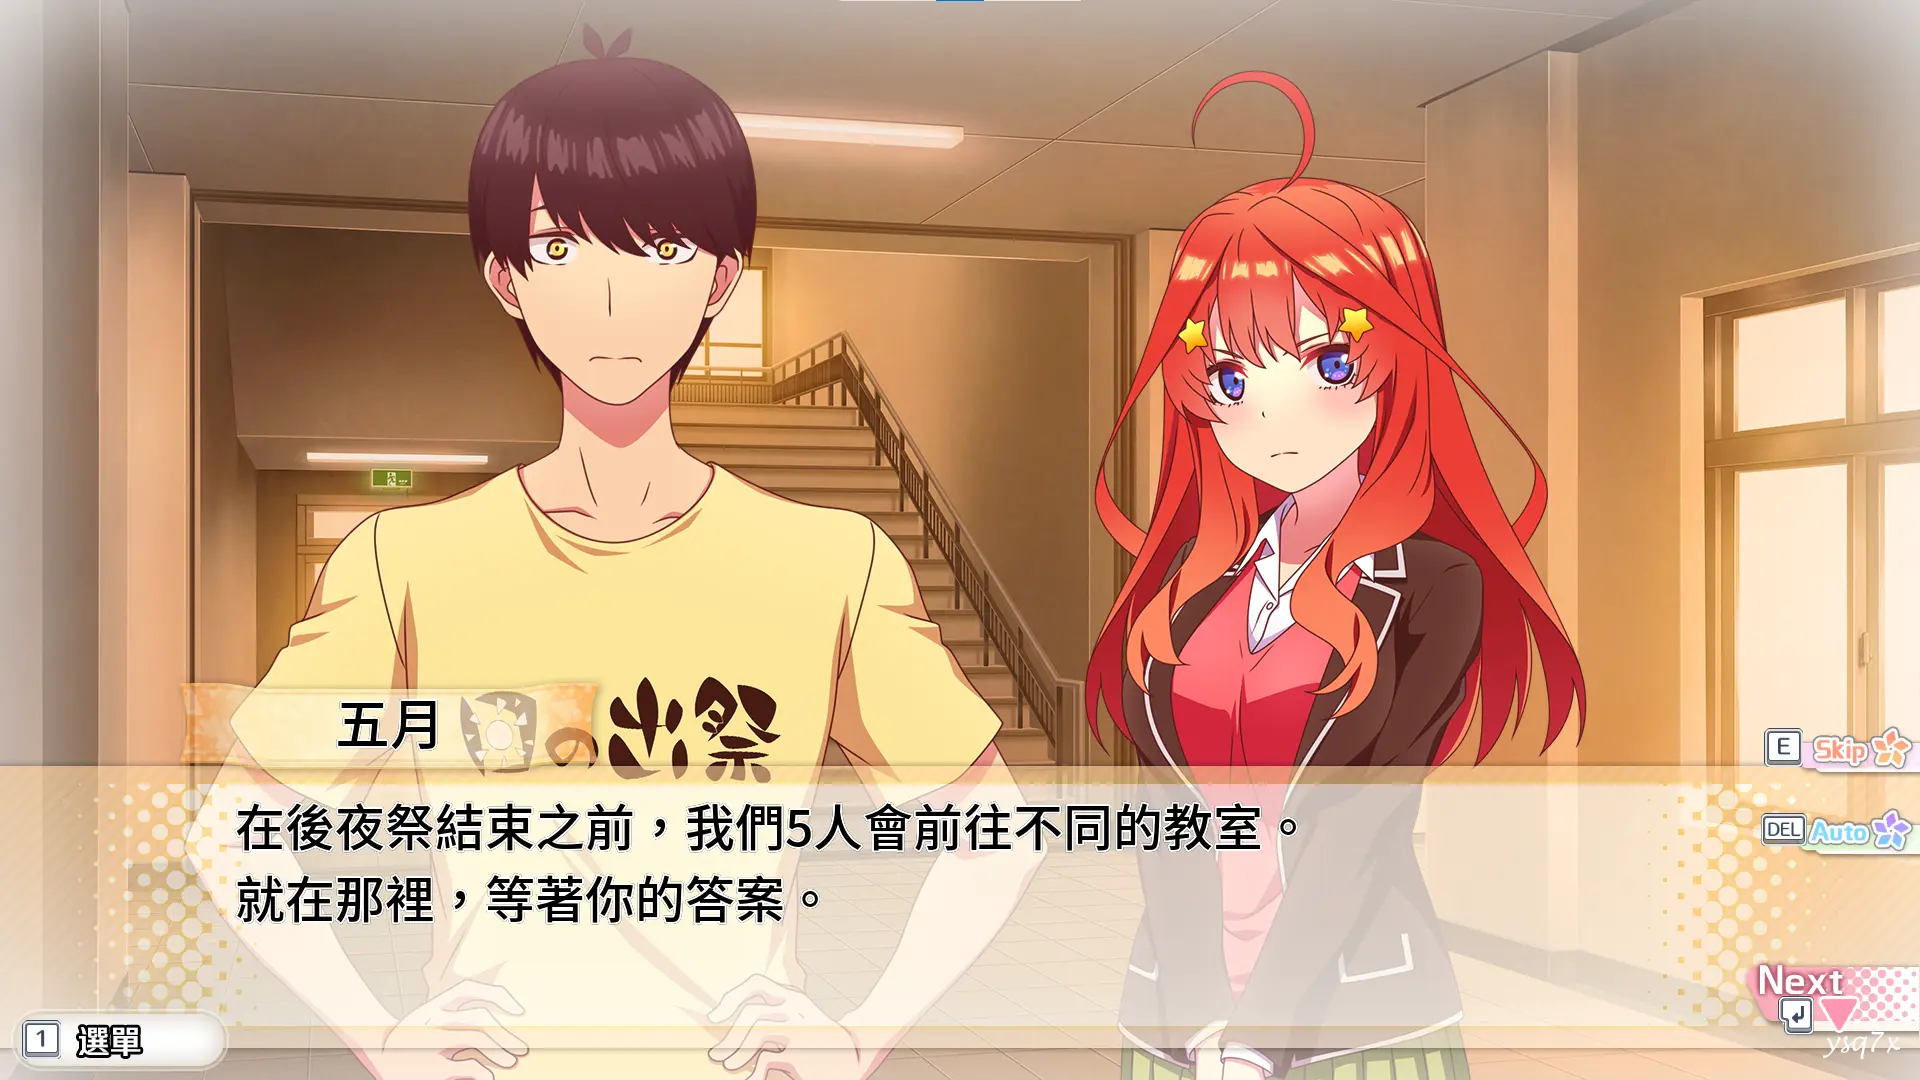 五月
日の出祭
在後夜祭結束之前，我們5人會前往不同的教室。
就在那裡，等著你的答案。
E Skip
DEL Auto
Next
1 選單
ysq7x